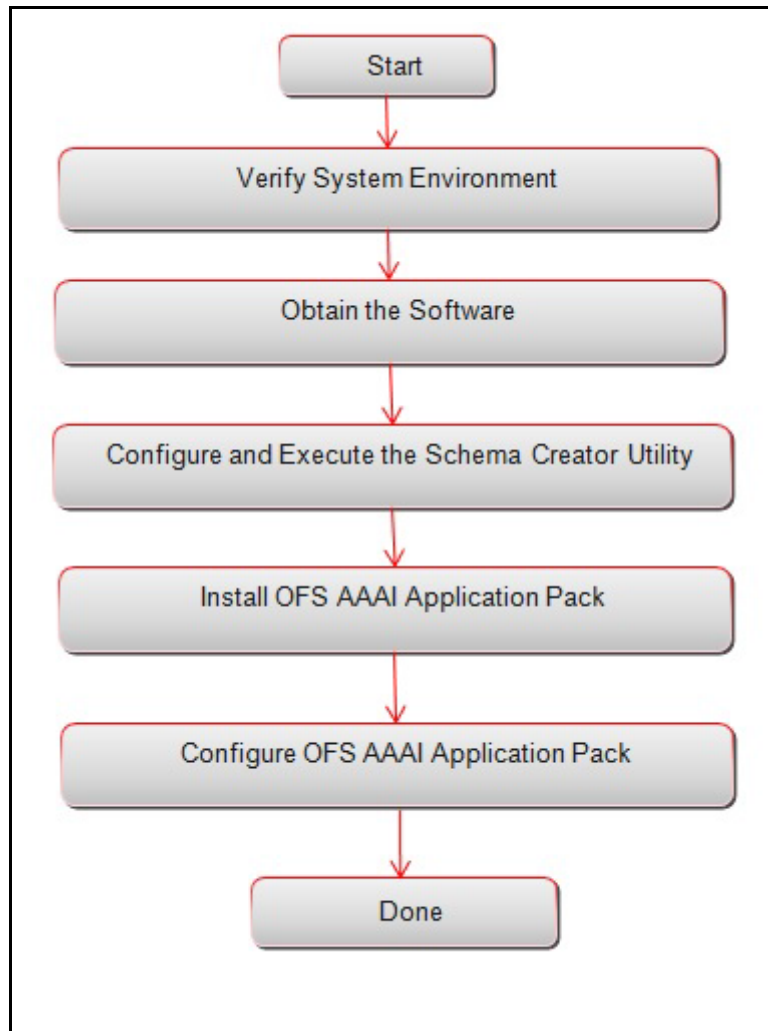 Start
Verify System Environment
Obtain the Software
Configure and Execute the Schema Creator Utility
Install OFS AAAI Application Pack
Configure OFS AAAI Application Pack
Done